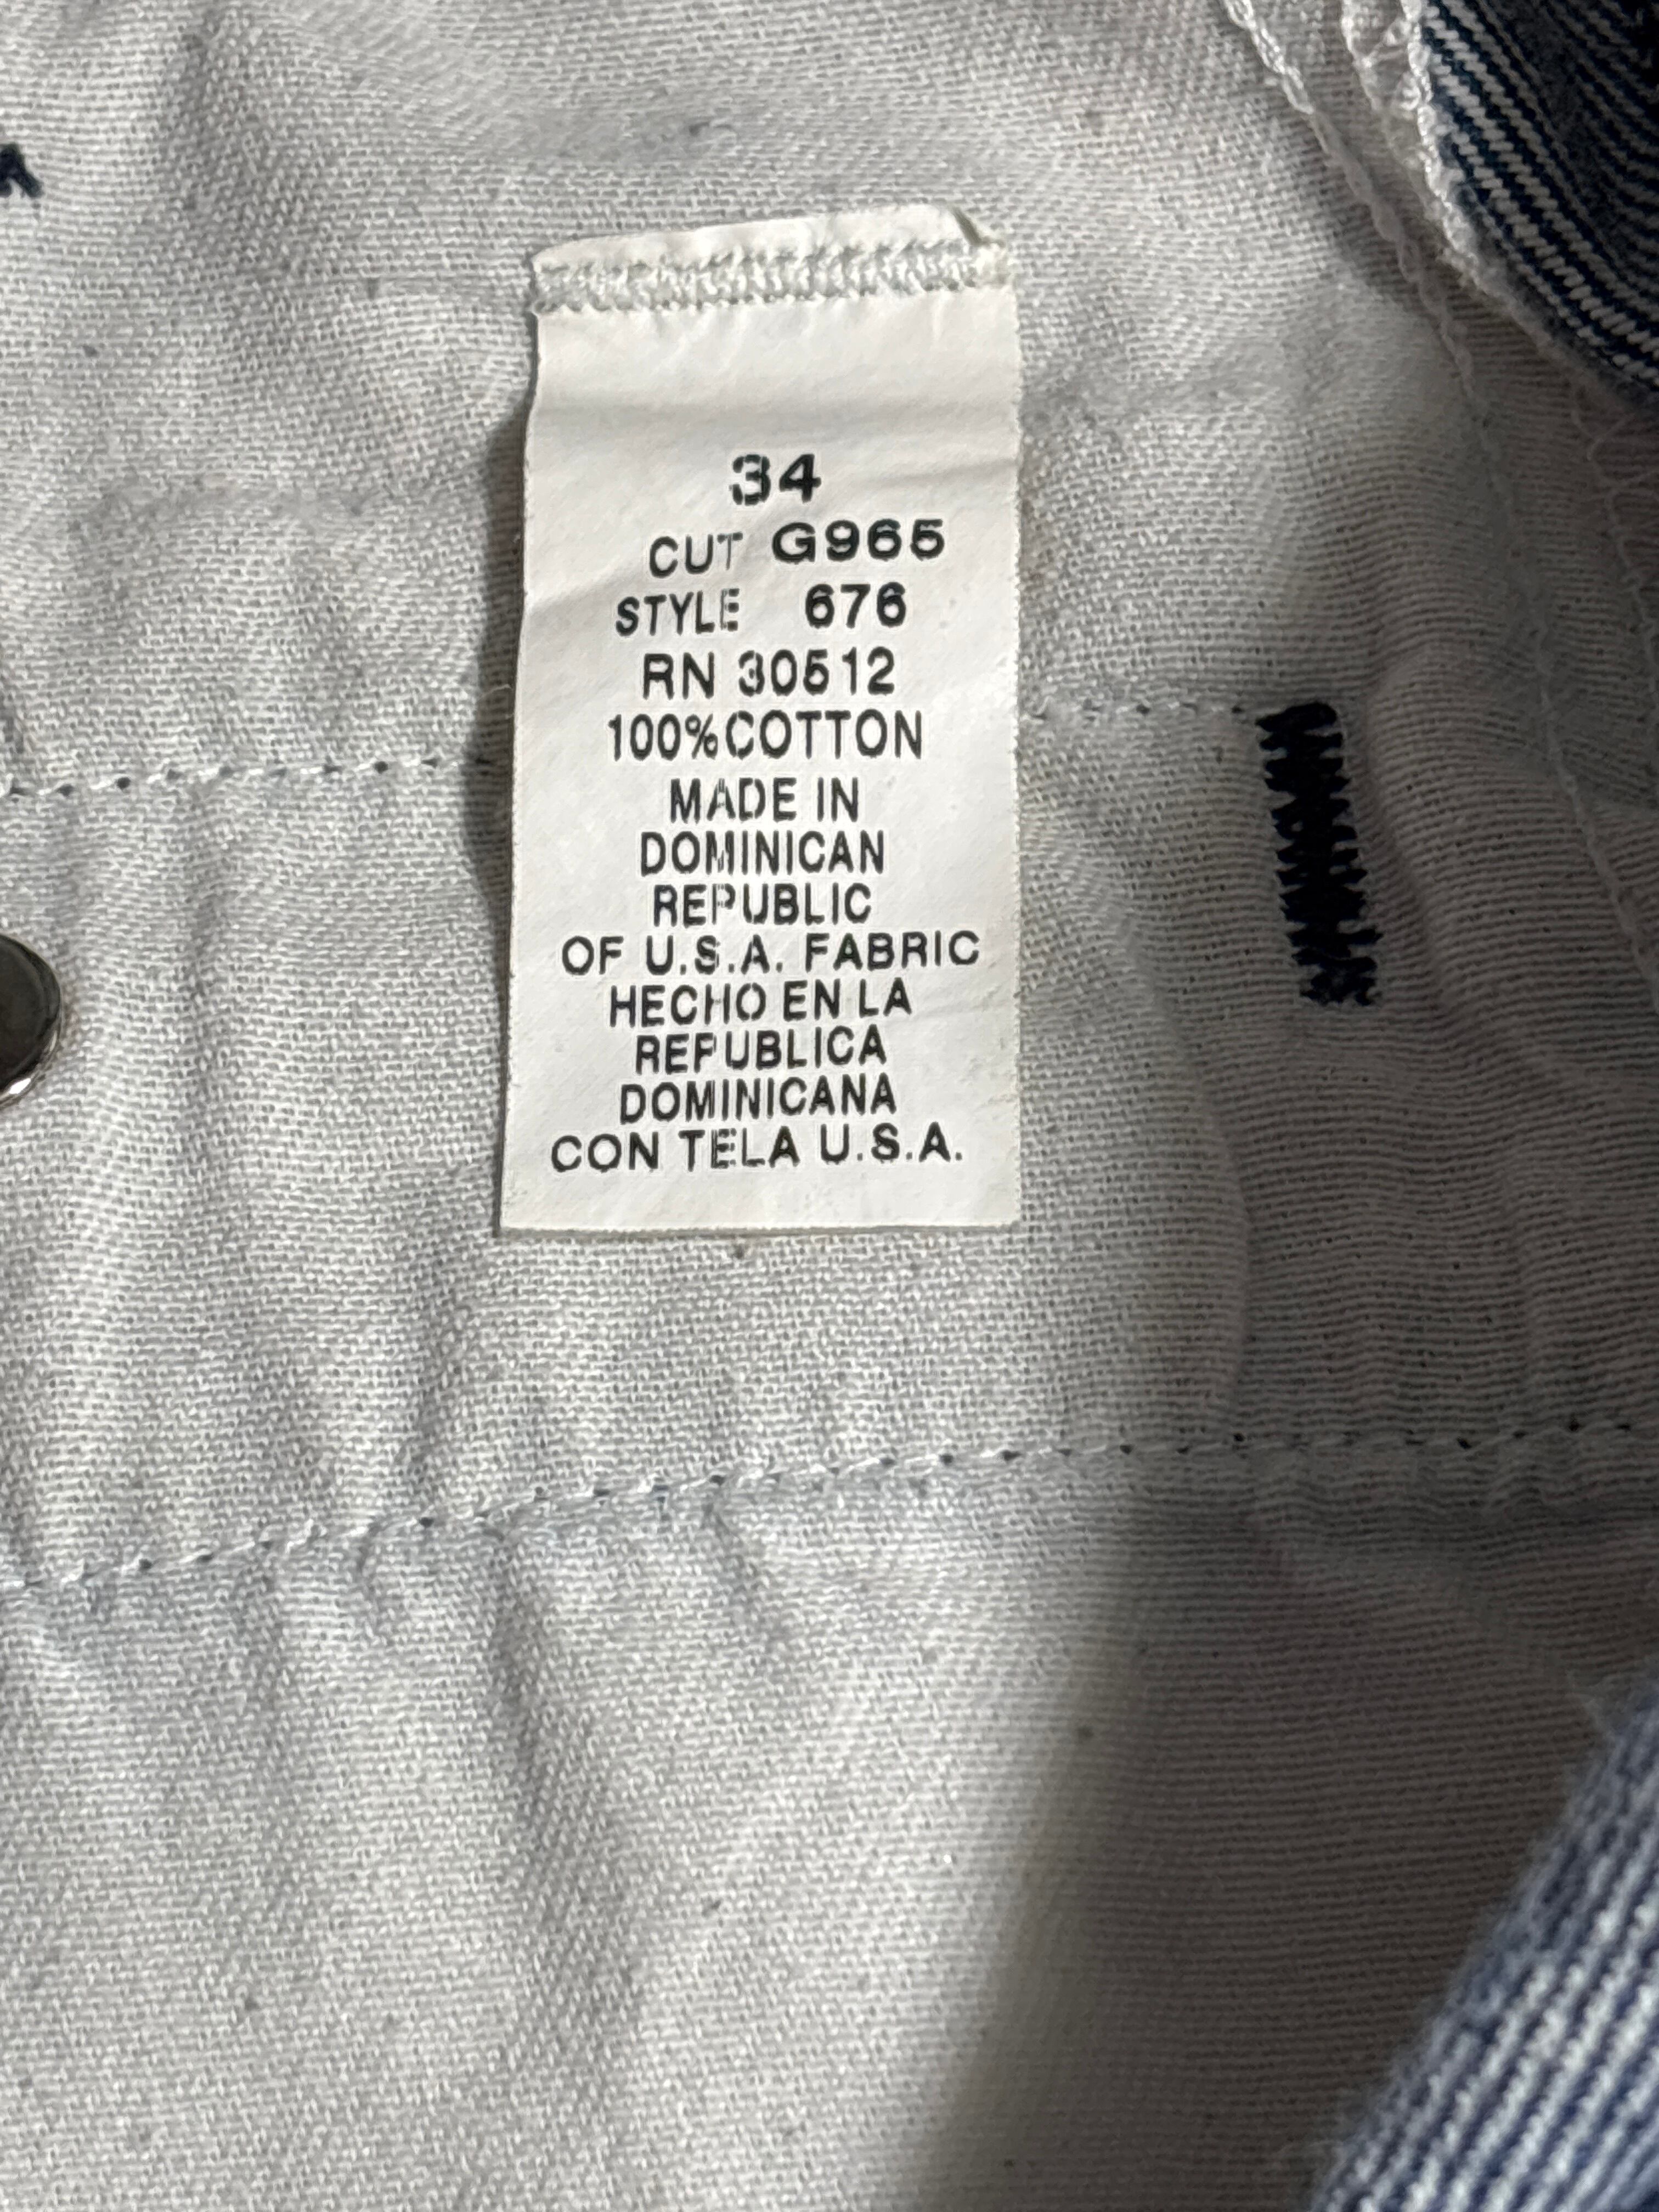 34
CUT G965
STYLE 676
RN 30512
100%COTTON
MADE IN
DOMINICAN
REPUBLIC
OF U.S.A. FABRIC
HECHO EN LA
REPUBLICA
DOMINICANA
CON TELA U.S.A.